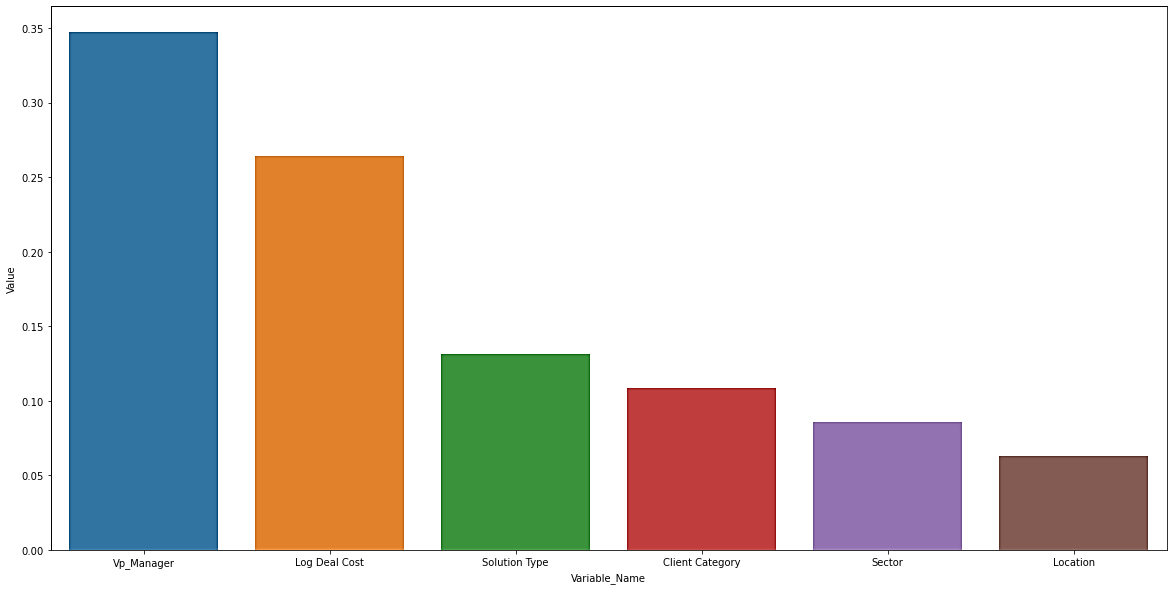 0.35
0.30
0.25
0.20
0.15
0.10
0.05
0.00
Value
Vp_Manager Log Deal Cost Solution Type Client Category Sector Location
Variable_Name